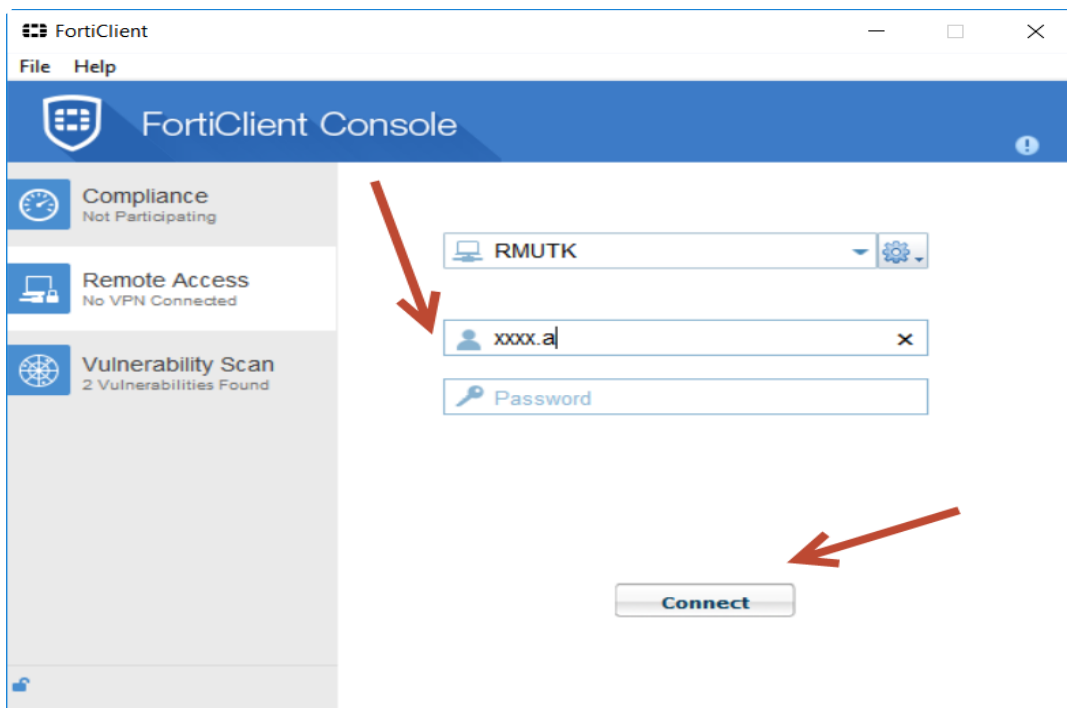 FortiClient
File Help
FortiClient Console
Compliance
Not Participating
Remote Access
No VPN Connected
Vulnerability Scan
2 Vulnerabilities Found
RMUTK
xxxx.a
Password
Connect